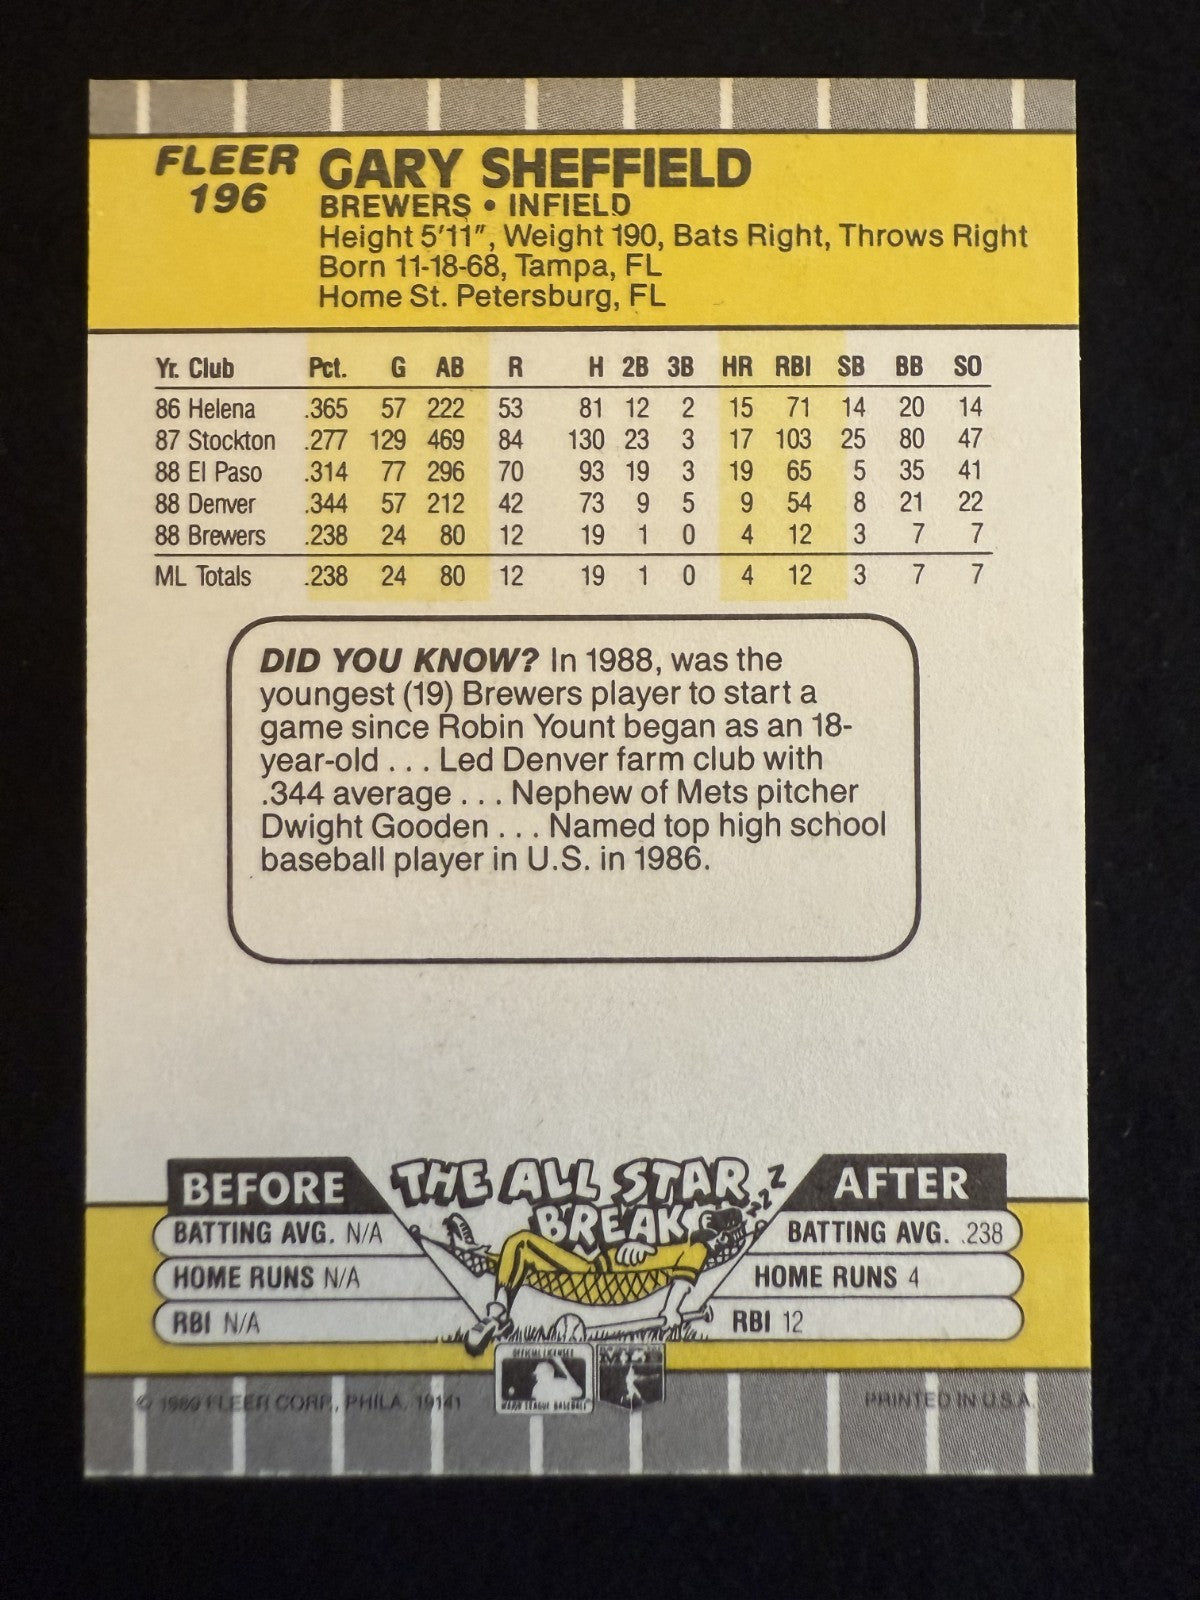 FLEER
196
GARY SHEFFIELD
BREWERS • INFIELD
Height 5'11", Weight 190, Bats Right, Throws Right
Born 11-18-68, Tampa, FL
Home St. Petersburg, FL
Yr. Club Pct. G AB R H 2B 3B HR RBI SB BB SO
86 Helena .365 57 222 53 81 12 2 15 71 14 20 14
87 Stockton .277 129 469 84 130 23 3 17 103 25 80 47
88 El Paso .314 77 296 70 93 19 3 19 65 5 35 41
88 Denver .344 57 212 42 73 9 5 9 54 8 21 22
88 Brewers .238 24 80 12 19 1 0 4 12 3 7 7
ML Totals .238 24 80 12 19 1 0 4 12 3 7 7
DID YOU KNOW? In 1988, was the
youngest (19) Brewers player to start a
game since Robin Yount began as an 18-
year-old . . . Led Denver farm club with
.344 average . . . Nephew of Mets pitcher
Dwight Gooden . . . Named top high school
baseball player in U.S. in 1986.
BEFORE THE ALL STAR BREAK zzZ AFTER
BATTING AVG. N/A BATTING AVG. .238
HOME RUNS N/A HOME RUNS 4
RBI N/A RBI 12
OFFICIAL LICENSEE
MAJOR LEAGUE BASEBALL
© 1989 FLEER CORP., PHILA. 19141 PRINTED IN U.S.A.